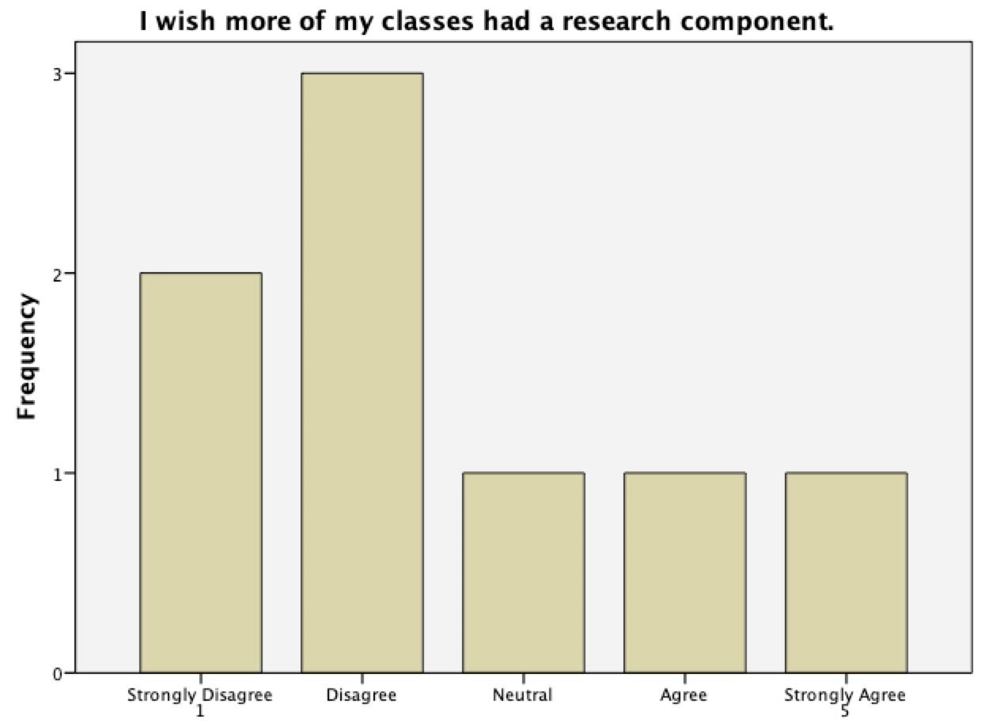 I wish more of my classes had a research component.
Frequency
3
2
1
0
Strongly Disagree
1
Disagree
Neutral
Agree
Strongly Agree
5